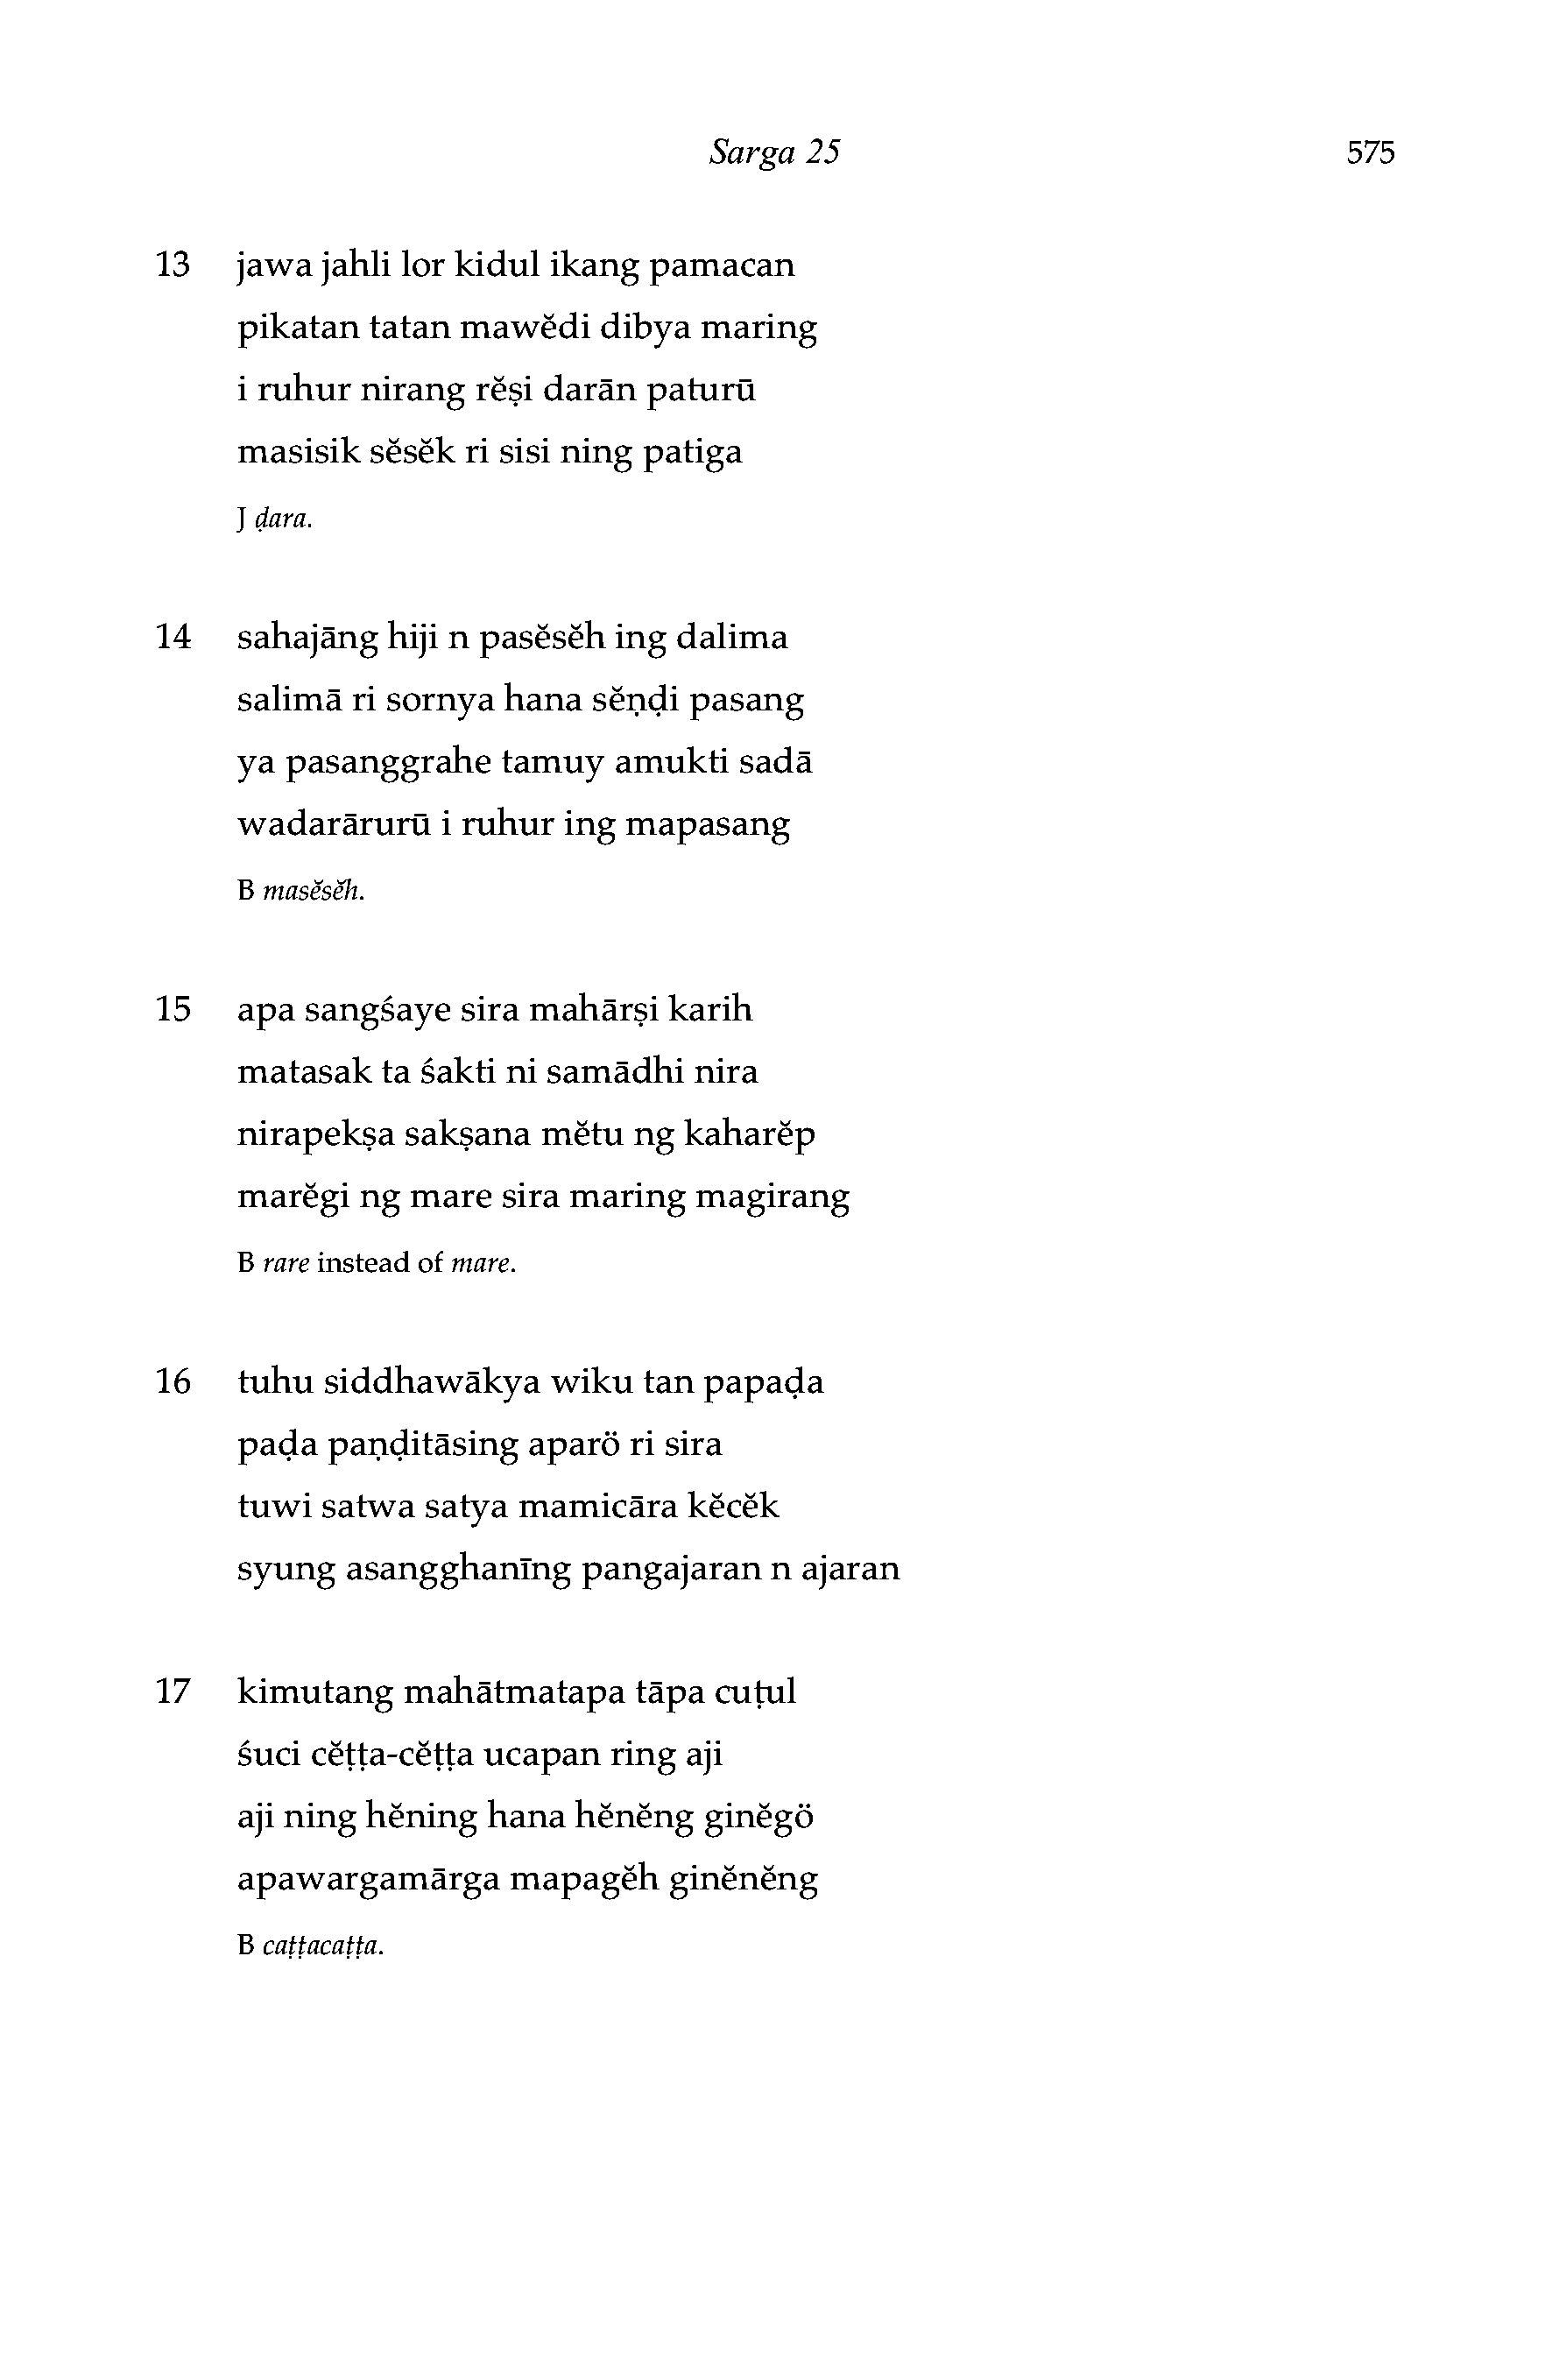 Sarga 25 575
13 jawa jahli lor kidul ikang pamacan
pikatan tatan mawĕdi dibya maring
i ruhur nirang rĕṣi darān paturū
masisik sĕsĕk ri sisi ning patiga
J ḍara.
14 sahajāng hiji n pasĕsĕh ing dalima
salimā ri sornya hana sĕṇḍi pasang
ya pasanggrahe tamuy amukti sadā
wadarārurū i ruhur ing mapasang
B masĕsĕh.
15 apa sangśaye sira mahārṣi karih
matasak ta śakti ni samādhi nira
nirapekṣa sakṣana mĕtu ng kaharĕp
marĕgi ng mare sira maring magirang
B rare instead of mare.
16 tuhu siddhawākya wiku tan papaḍa
paḍa paṇḍitāsing aparö ri sira
tuwi satwa satya mamicāra kĕcĕk
syung asangghanīng pangajaran n ajaran
17 kimutang mahātmatapa tāpa cuṭul
śuci cĕṭṭa-cĕṭṭa ucapan ring aji
aji ning hĕning hana hĕnĕng ginĕgö
apawargamārga mapagĕh ginĕnĕng
B caṭṭacaṭṭa.